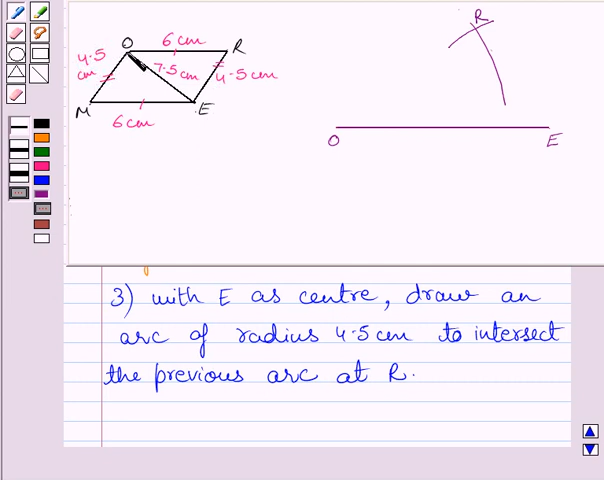 O 6 cm R
4.5 cm 7.5 cm 4.5 cm
M 6 cm E
R
O E
3) with E as centre, draw an
arc of radius 4.5 cm to intersect
the previous arc at R.